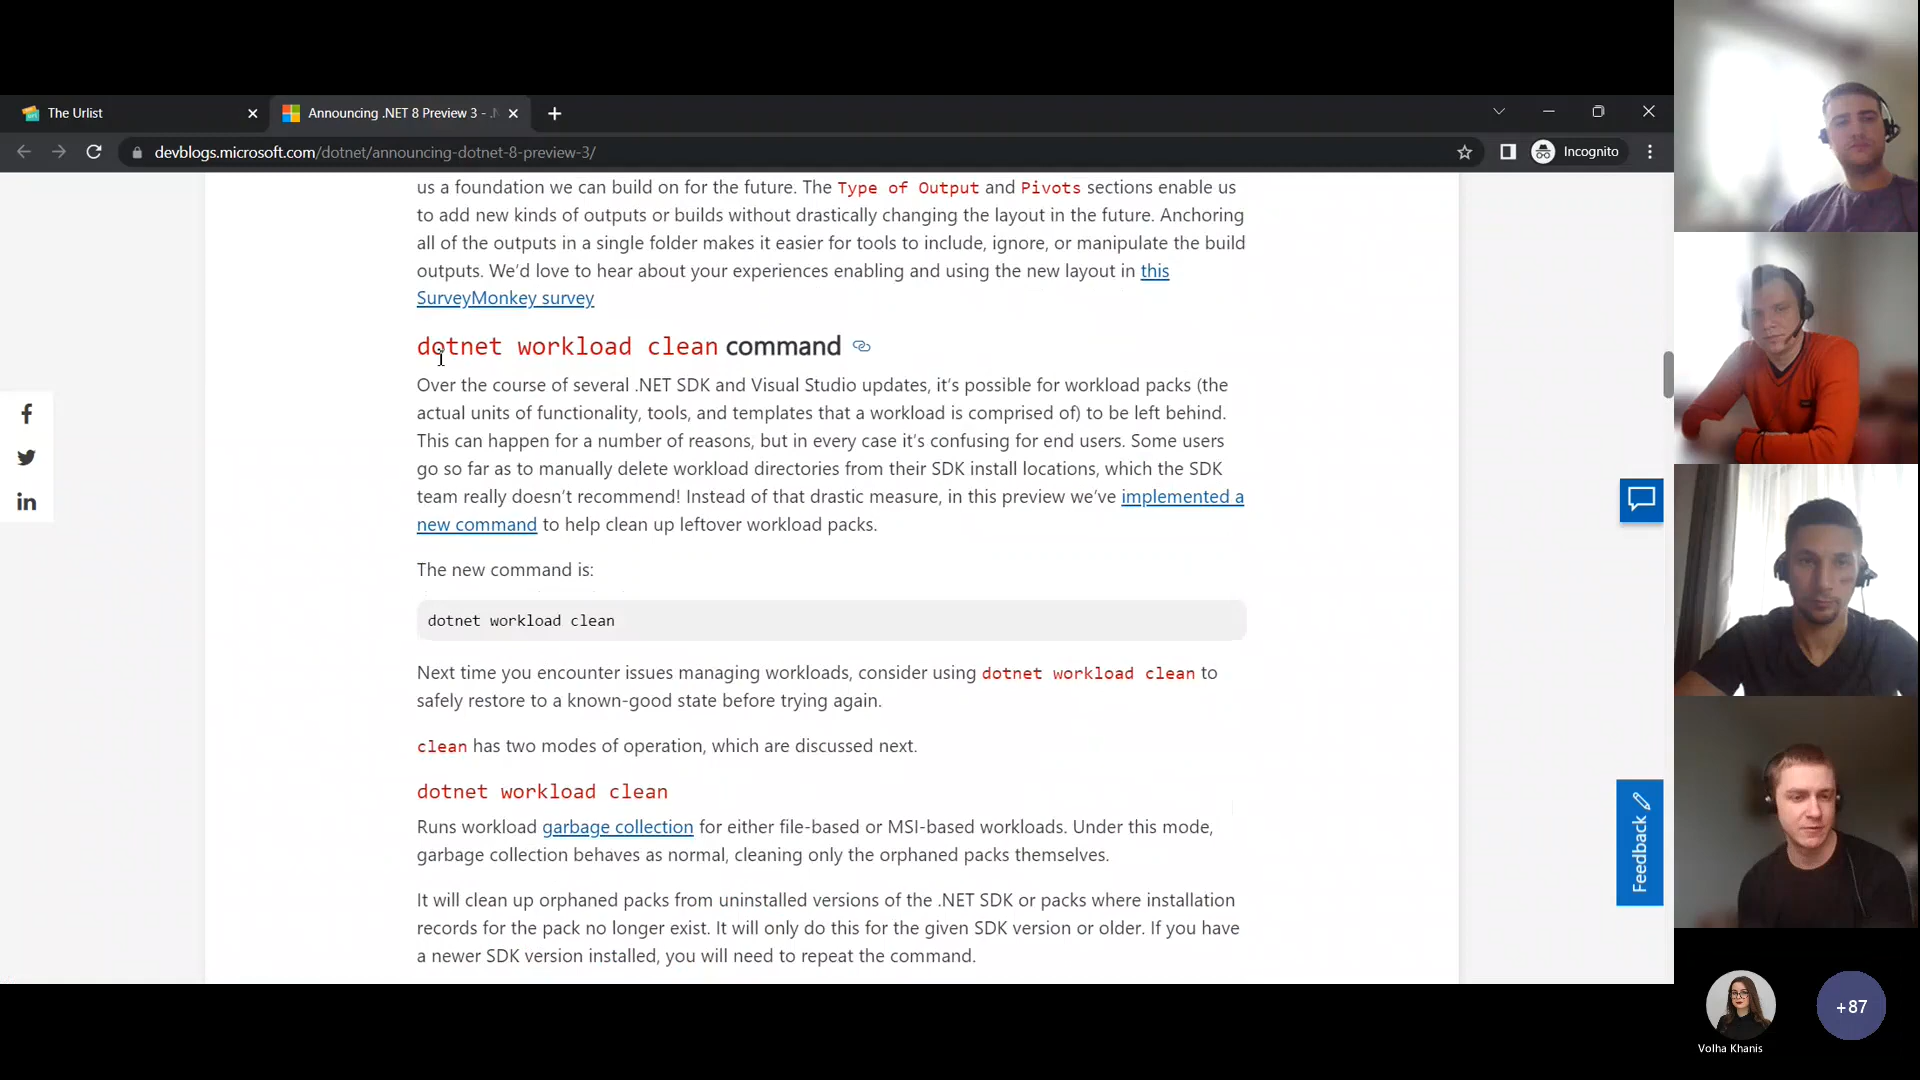 The Urlist
Announcing .NET 8 Preview 3 - .
devblogs.microsoft.com/dotnet/announcing-dotnet-8-preview-3/
Incognito
us a foundation we can build on for the future. The Type of Output and Pivots sections enable us
to add new kinds of outputs or builds without drastically changing the layout in the future. Anchoring
all of the outputs in a single folder makes it easier for tools to include, ignore, or manipulate the build
outputs. We’d love to hear about your experiences enabling and using the new layout in this
SurveyMonkey survey
dotnet workload clean command
Over the course of several .NET SDK and Visual Studio updates, it’s possible for workload packs (the
actual units of functionality, tools, and templates that a workload is comprised of) to be left behind.
This can happen for a number of reasons, but in every case it’s confusing for end users. Some users
go so far as to manually delete workload directories from their SDK install locations, which the SDK
team really doesn’t recommend! Instead of that drastic measure, in this preview we’ve implemented a
new command to help clean up leftover workload packs.
The new command is:
dotnet workload clean
Next time you encounter issues managing workloads, consider using dotnet workload clean to
safely restore to a known-good state before trying again.
clean has two modes of operation, which are discussed next.
dotnet workload clean
Runs workload garbage collection for either file-based or MSI-based workloads. Under this mode,
garbage collection behaves as normal, cleaning only the orphaned packs themselves.
It will clean up orphaned packs from uninstalled versions of the .NET SDK or packs where installation
records for the pack no longer exist. It will only do this for the given SDK version or older. If you have
a newer SDK version installed, you will need to repeat the command.
Feedback
+87
Volha Khanis